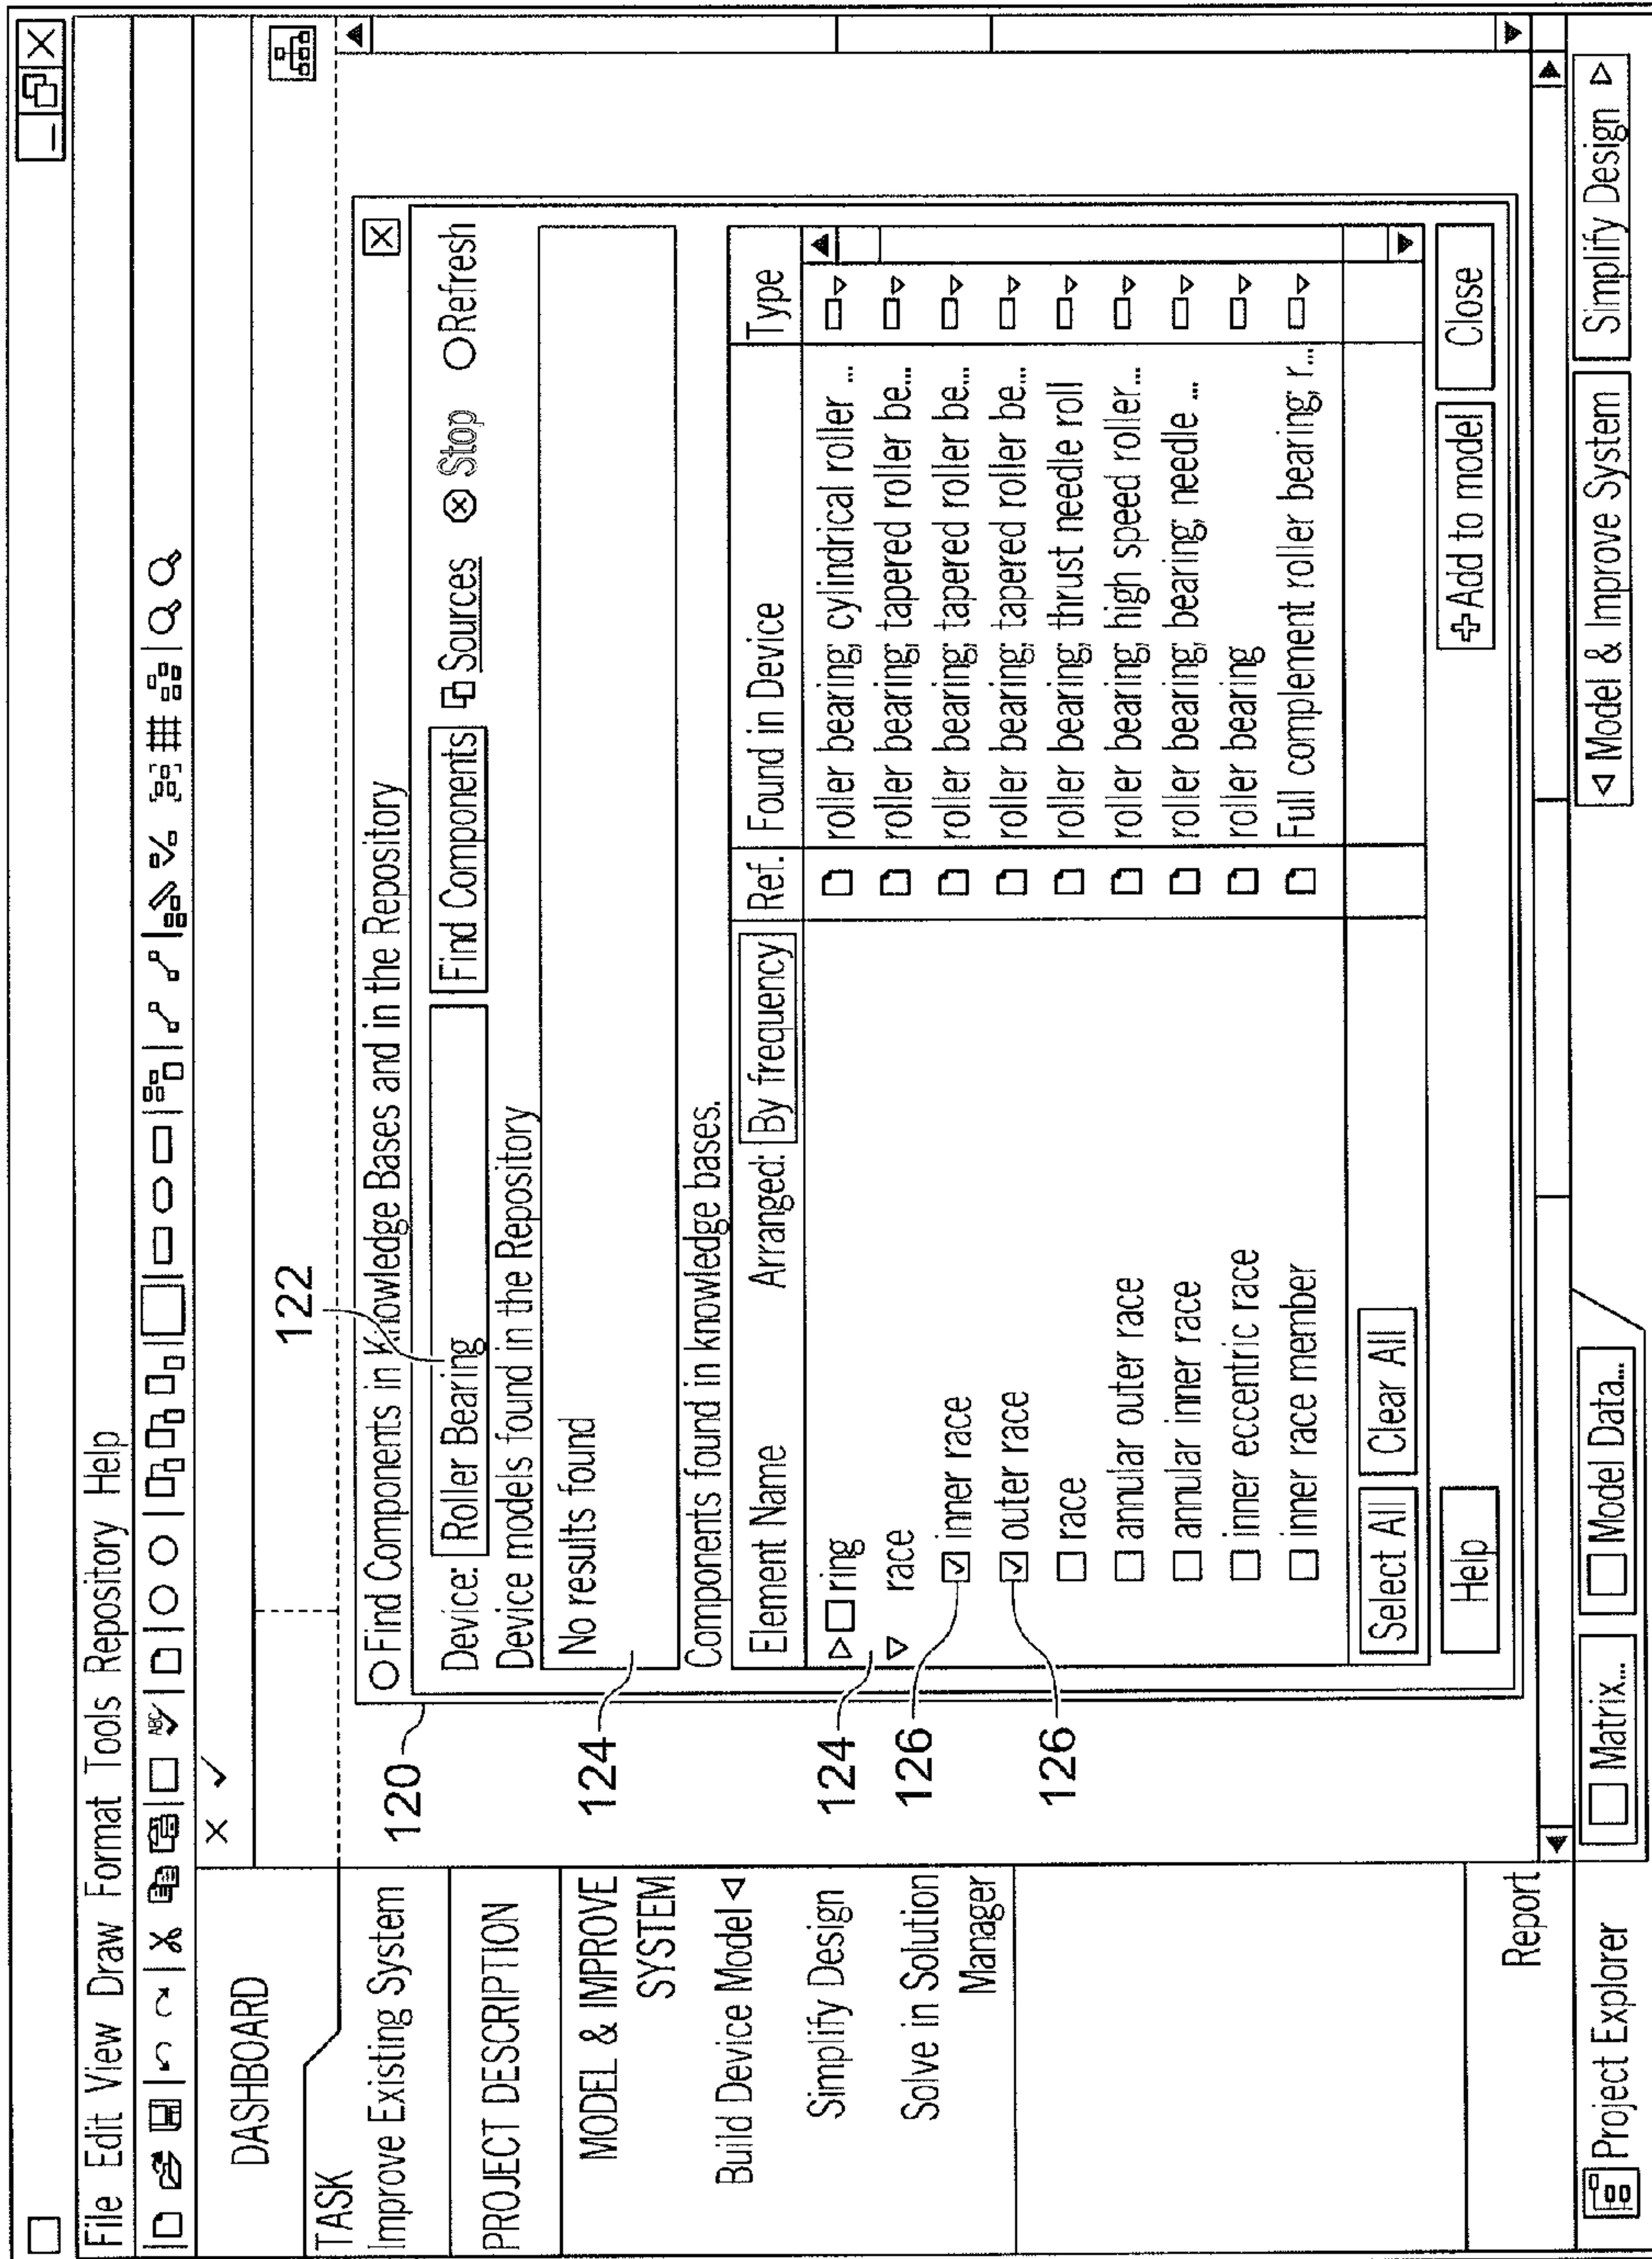 File Edit View Draw Format Tools Repository Help
ABC
DASHBOARD
TASK
Improve Existing System
PROJECT DESCRIPTION
MODEL & IMPROVE
SYSTEM
Build Device Model
Simplify Design
Solve in Solution
Manager
Report
122
120
Find Components in Knowledge Bases and in the Repository
Device: Roller Bearing Find Components Sources Stop Refresh
Device models found in the Repository
124
No results found
Components found in knowledge bases.
Element Name Arranged: By frequency Ref. Found in Device Type
124
ring roller bearing; cylindrical roller ...
race roller bearing; tapered roller be...
126
inner race roller bearing; tapered roller be...
126
outer race roller bearing; tapered roller be...
race roller bearing; thrust needle roll
annular outer race roller bearing; high speed roller...
annular inner race roller bearing; bearing; needle ...
inner eccentric race roller bearing
inner race member Full complement roller bearing; r...
Select All Clear All
Help Add to model Close
Project Explorer Matrix... Model Data... Model & Improve System Simplify Design